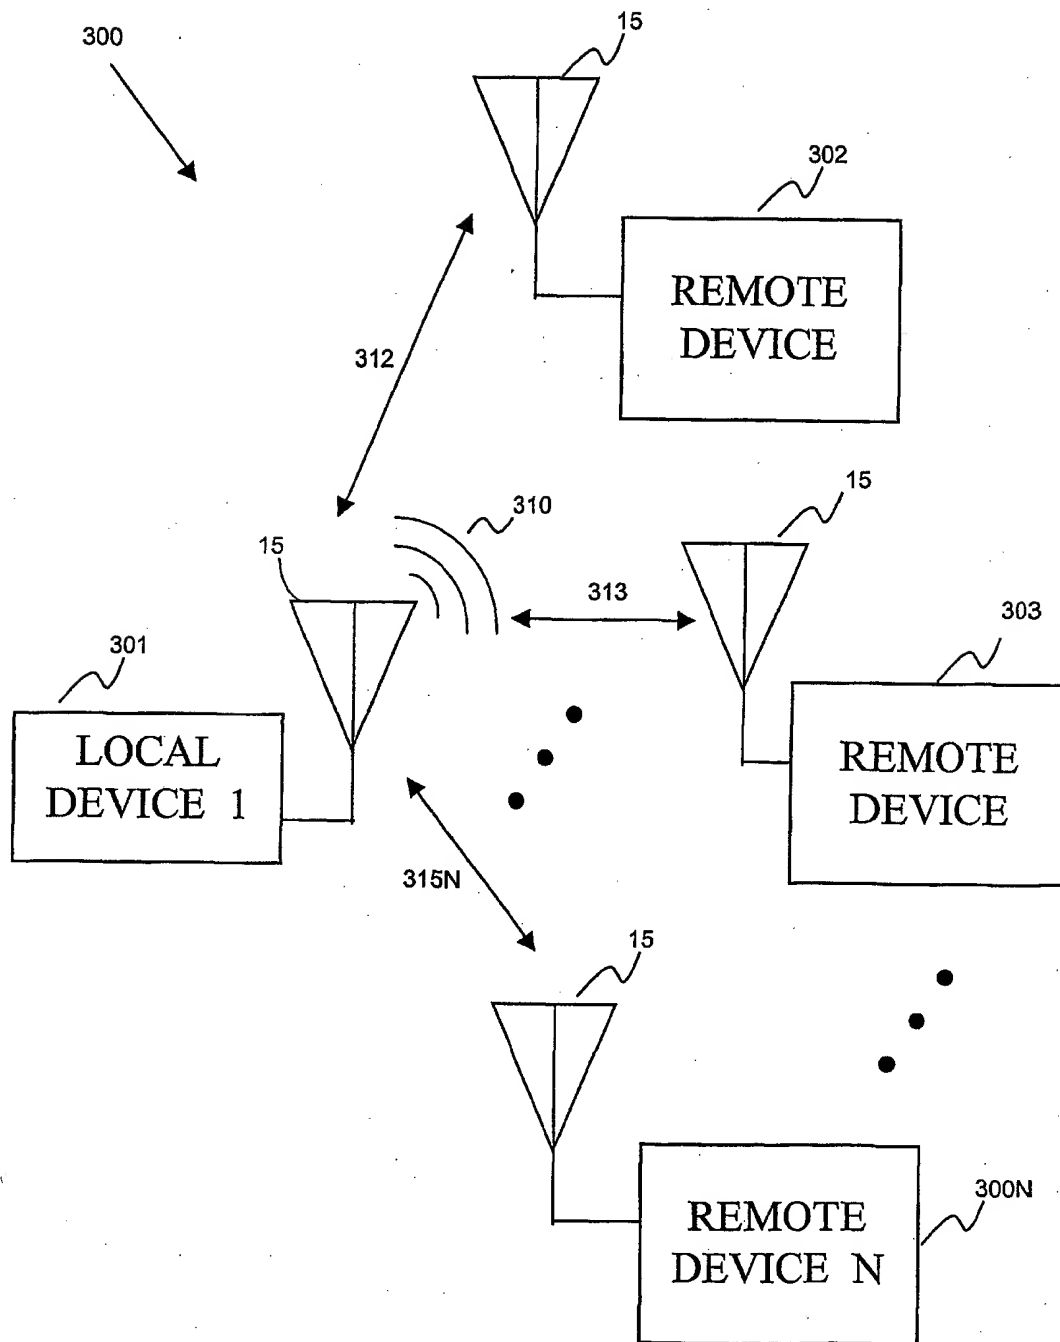 300
15
302
REMOTE
DEVICE
312
310
15
15
313
301
303
LOCAL
DEVICE 1
REMOTE
DEVICE
315N
15
300N
REMOTE
DEVICE N